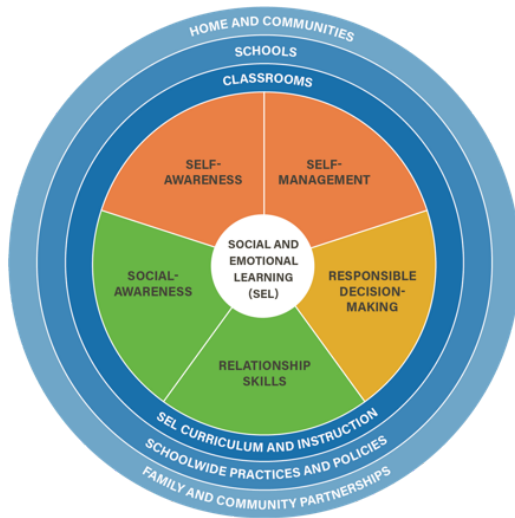 HOME AND COMMUNITIES
SCHOOLS
CLASSROOMS
SELF-
AWARENESS
SELF-
MANAGEMENT
SOCIAL AND
EMOTIONAL
LEARNING
(SEL)
SOCIAL-
AWARENESS
RESPONSIBLE
DECISION-
MAKING
RELATIONSHIP
SKILLS
SEL CURRICULUM AND INSTRUCTION
SCHOOLWIDE PRACTICES AND POLICIES
FAMILY AND COMMUNITY PARTNERSHIPS